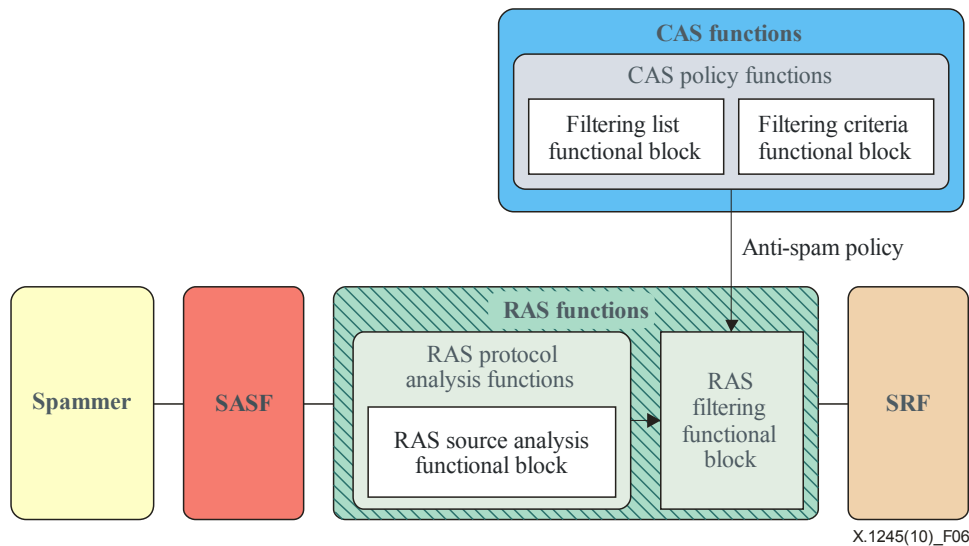 CAS functions
CAS policy functions
Filtering list
functional block
Filtering criteria
functional block
Anti-spam policy
Spammer
SASF
RAS functions
RAS protocol
analysis functions
RAS source analysis
functional block
RAS
filtering
functional
block
SRF
X.1245(10)_F06